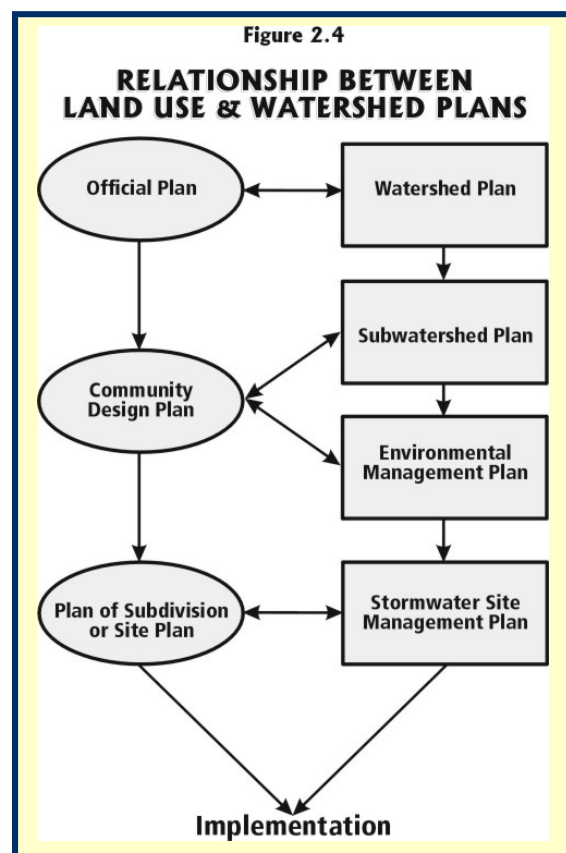 Figure 2.4
RELATIONSHIP BETWEEN
LAND USE & WATERSHED PLANS
Official Plan
Watershed Plan
Subwatershed Plan
Community
Design Plan
Environmental
Management Plan
Plan of Subdivision
or Site Plan
Stormwater Site
Management Plan
Implementation